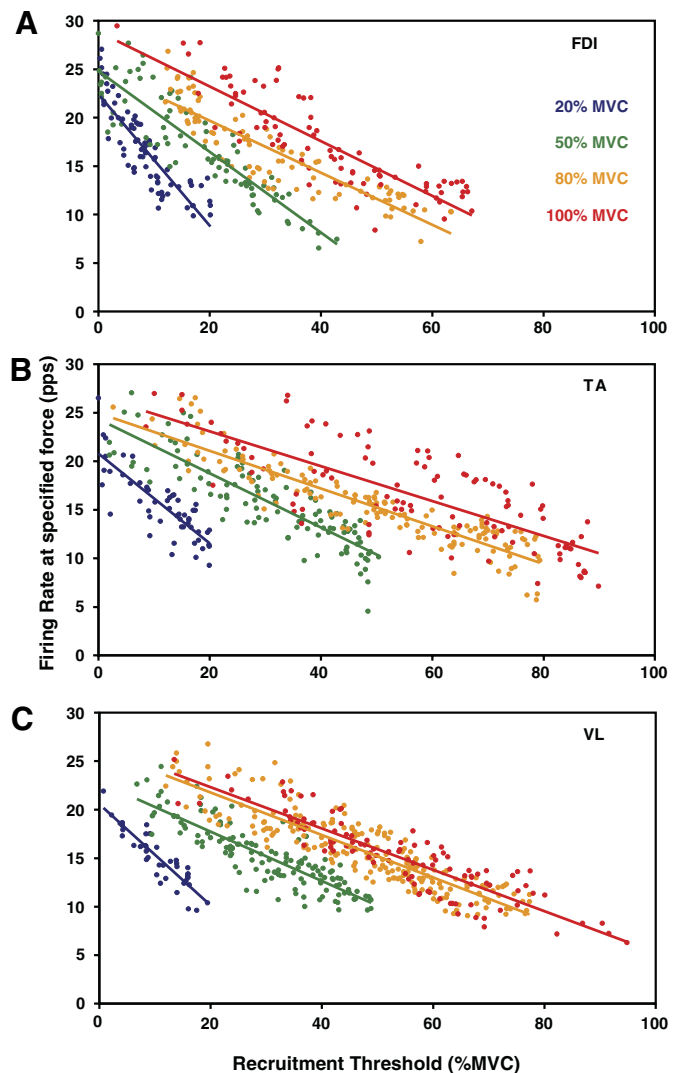 A
30
25
20
15
10
5
0
0 20 40 60 80 100
FDI
20% MVC
50% MVC
80% MVC
100% MVC
B
30
25
20
15
10
5
0
0 20 40 60 80 100
TA
Firing Rate at specified force (pps)
C
30
25
20
15
10
5
0
0 20 40 60 80 100
VL
Recruitment Threshold (%MVC)